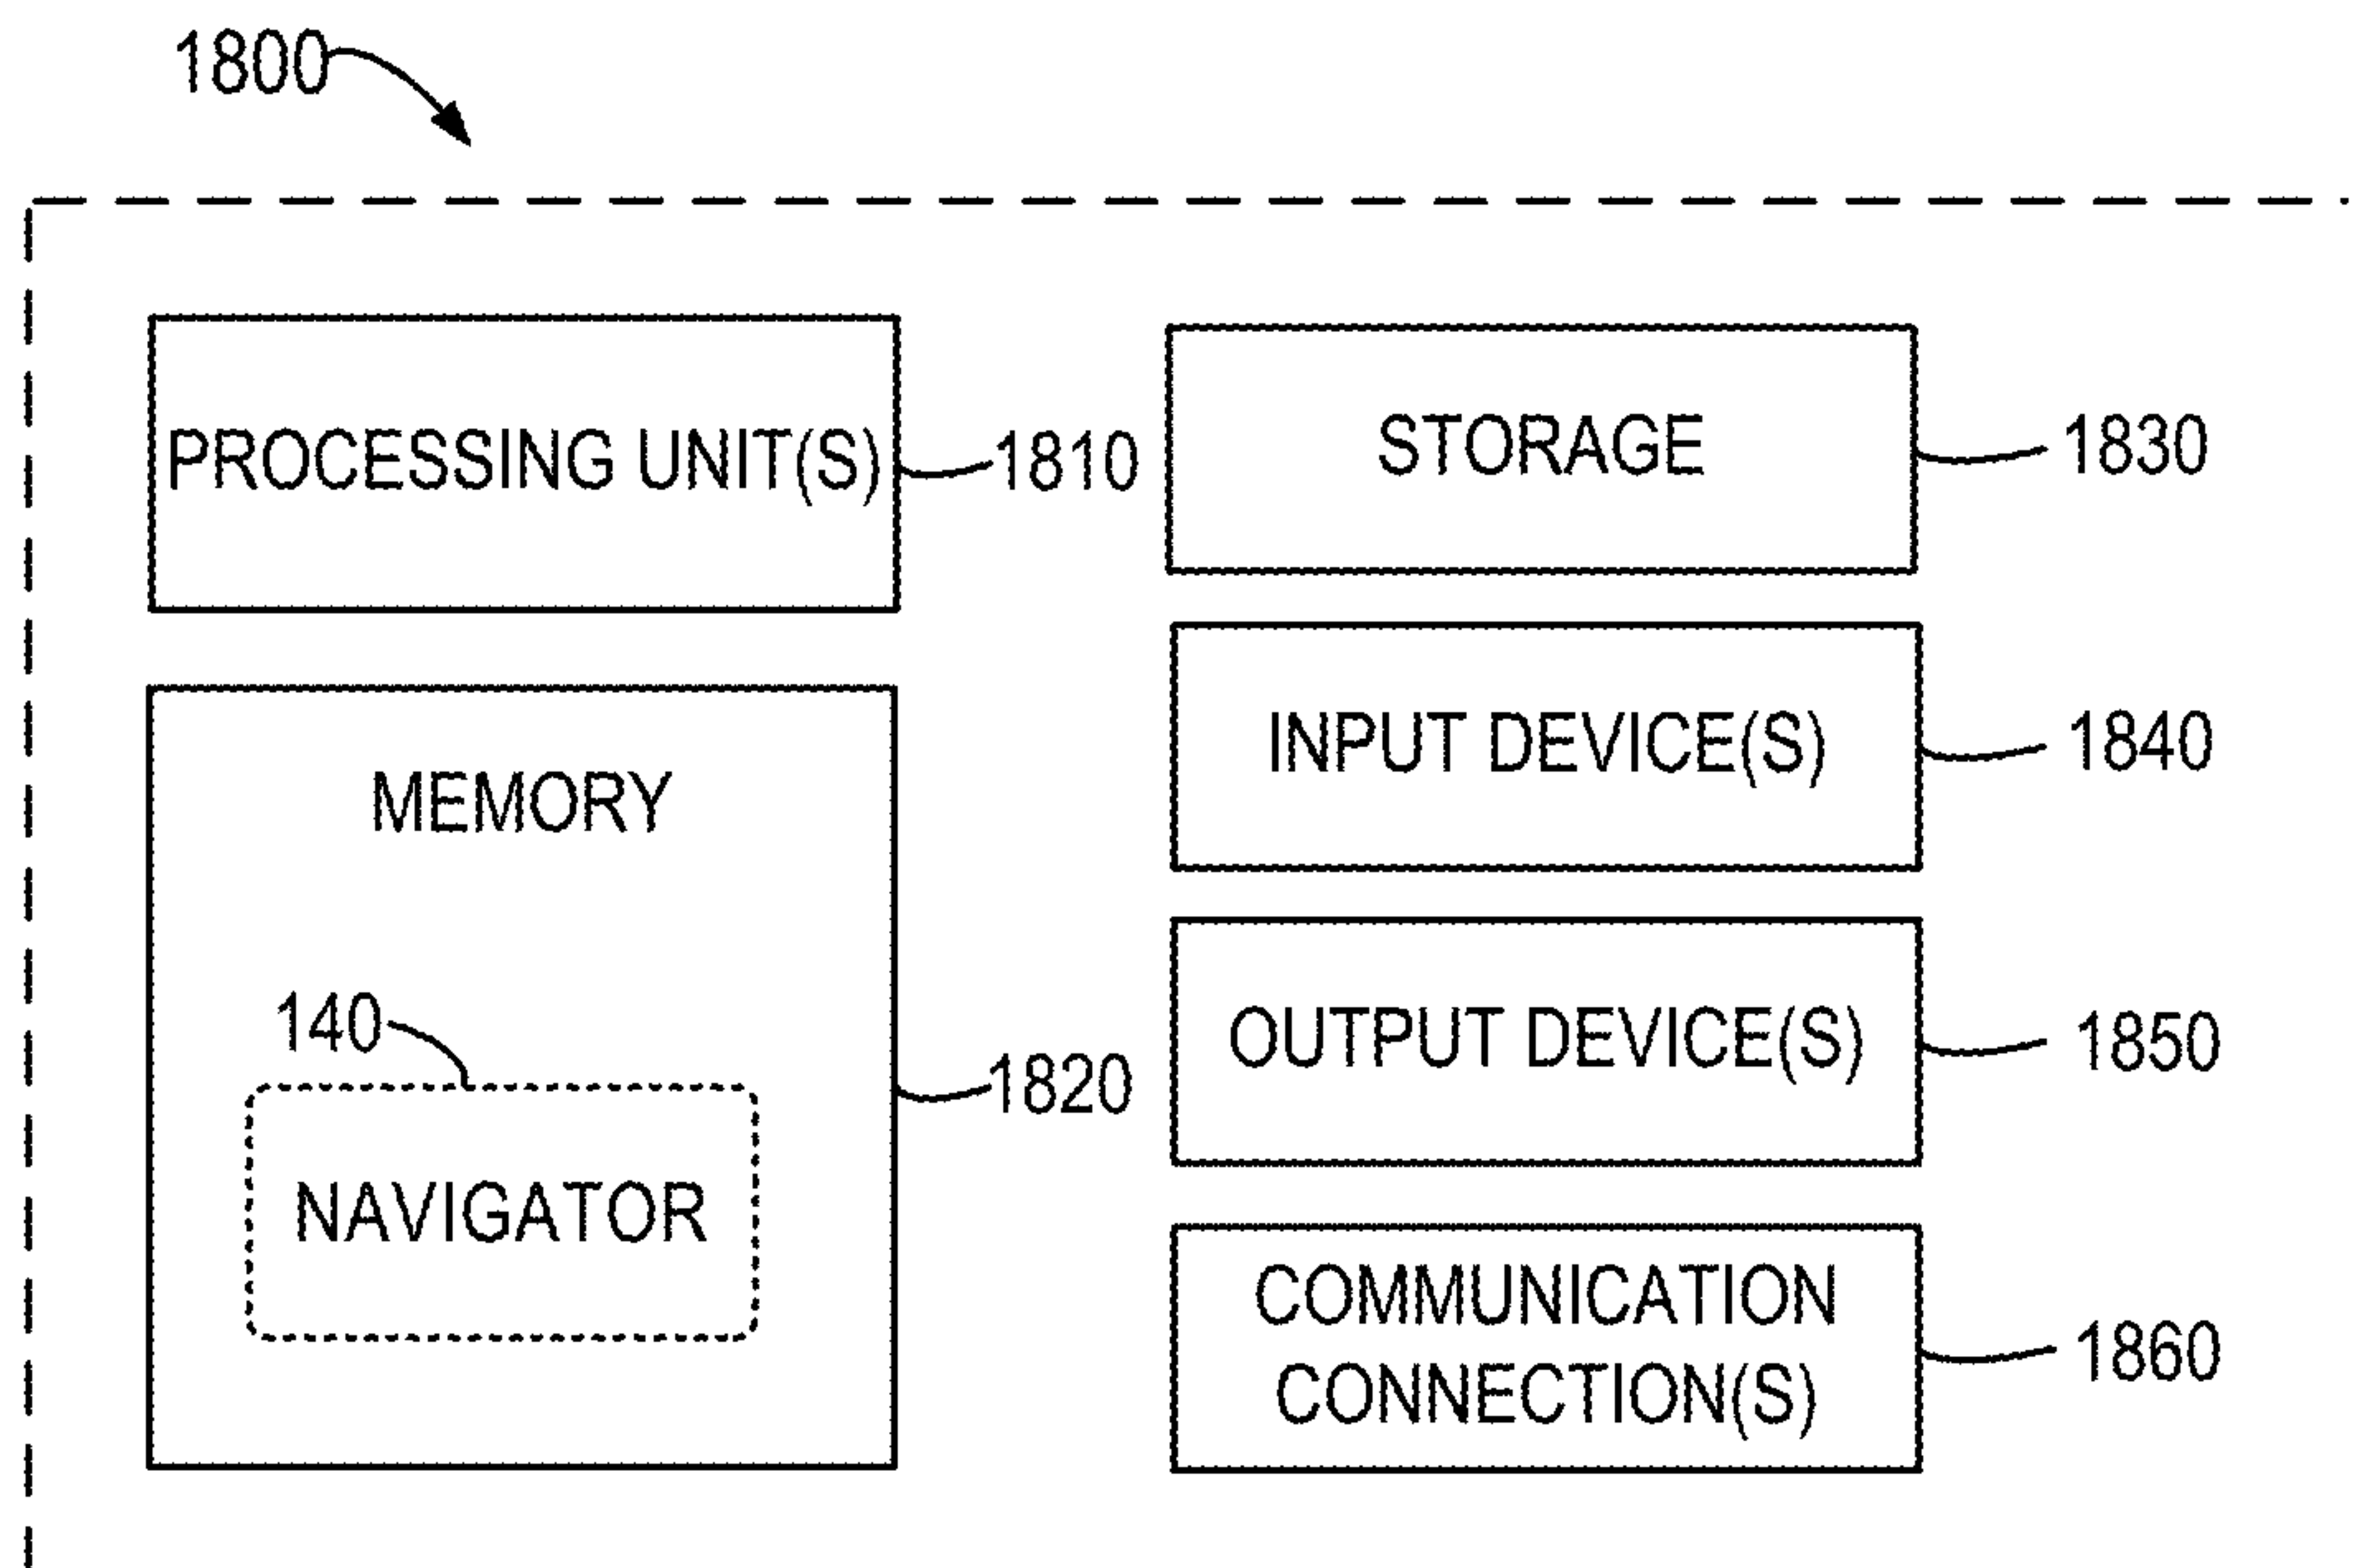 1800
PROCESSING UNIT(S)
1810
STORAGE
1830
MEMORY
140
NAVIGATOR
1820
INPUT DEVICE(S)
1840
OUTPUT DEVICE(S)
1850
COMMUNICATION
CONNECTION(S)
1860